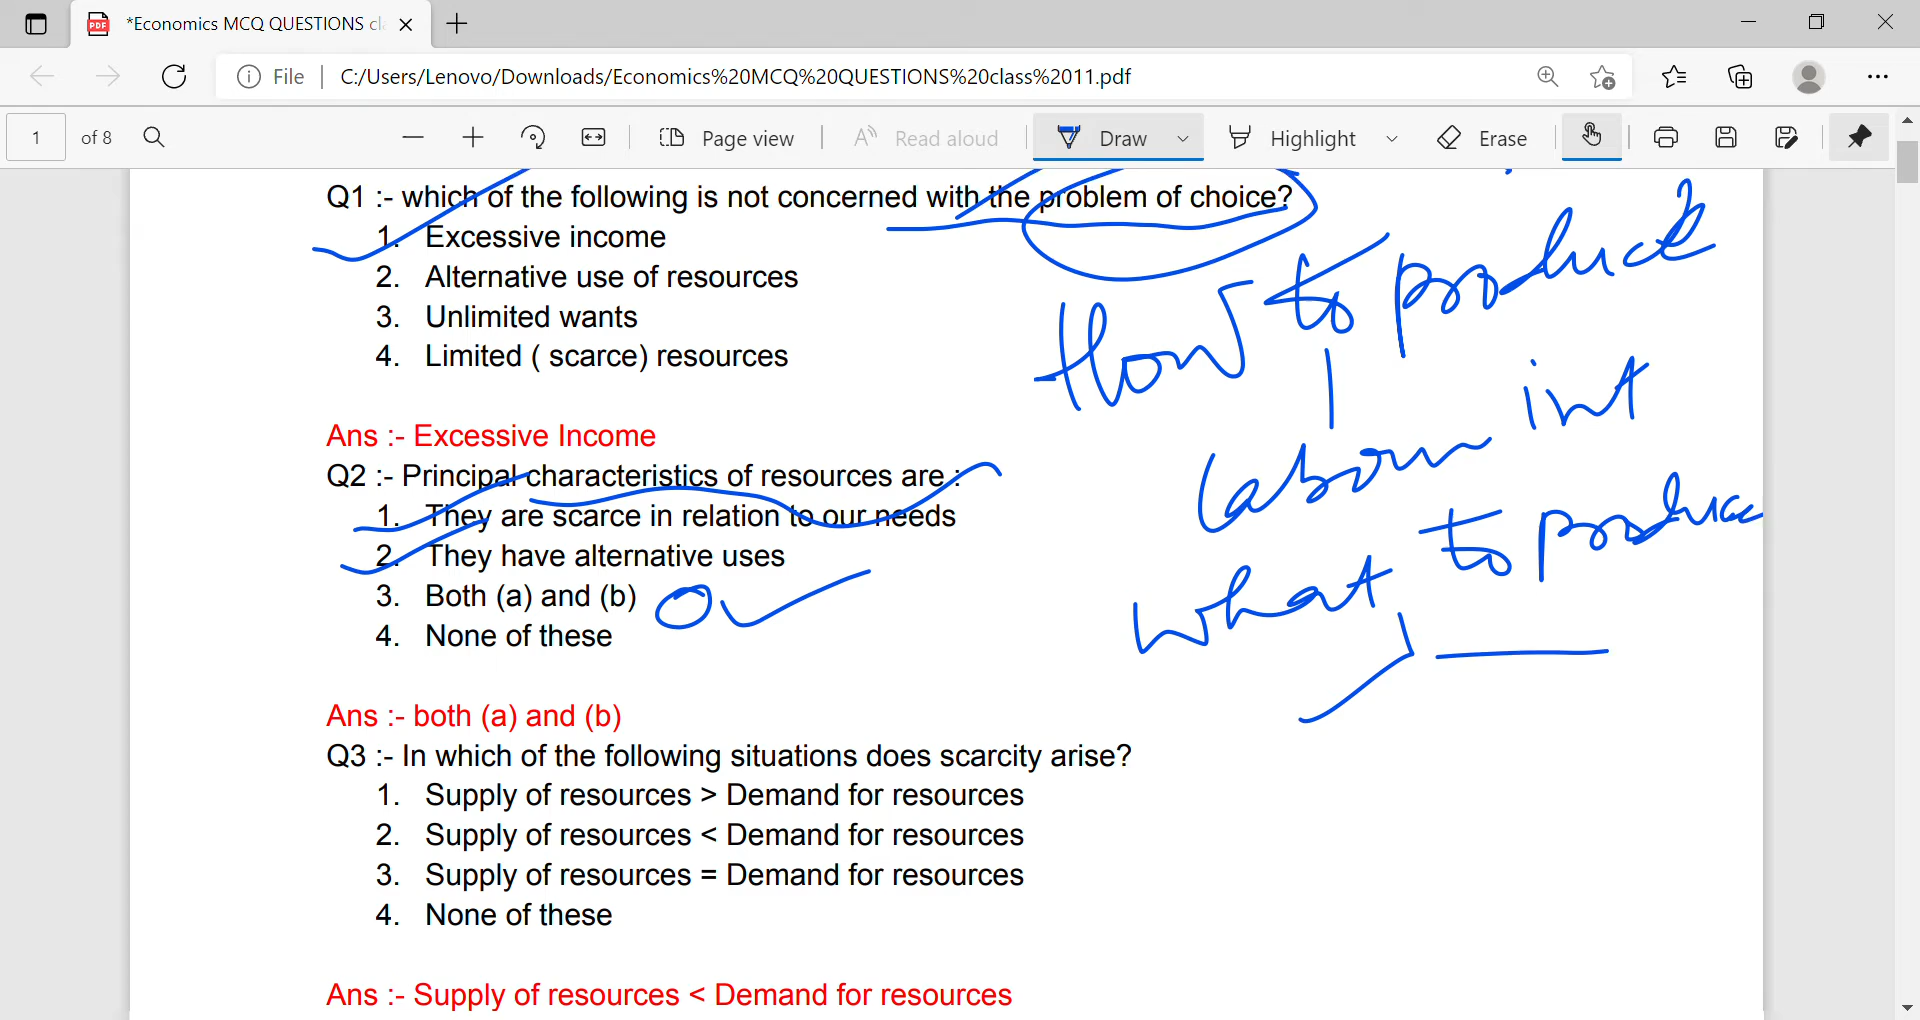 *Economics MCQ QUESTIONS cl
File C:/Users/Lenovo/Downloads/Economics%20MCQ%20QUESTIONS%20class%2011.pdf
1 of 8 Page view Read aloud Draw Highlight Erase
Q1 :- which of the following is not concerned with the problem of choice?
1. Excessive income
2. Alternative use of resources
3. Unlimited wants
4. Limited ( scarce) resources
How to produce
labour int
what to produce
Ans :- Excessive Income
Q2 :- Principal characteristics of resources are :
1. They are scarce in relation to our needs
2. They have alternative uses
3. Both (a) and (b)
4. None of these
Ans :- both (a) and (b)
Q3 :- In which of the following situations does scarcity arise?
1. Supply of resources > Demand for resources
2. Supply of resources < Demand for resources
3. Supply of resources = Demand for resources
4. None of these
Ans :- Supply of resources < Demand for resources